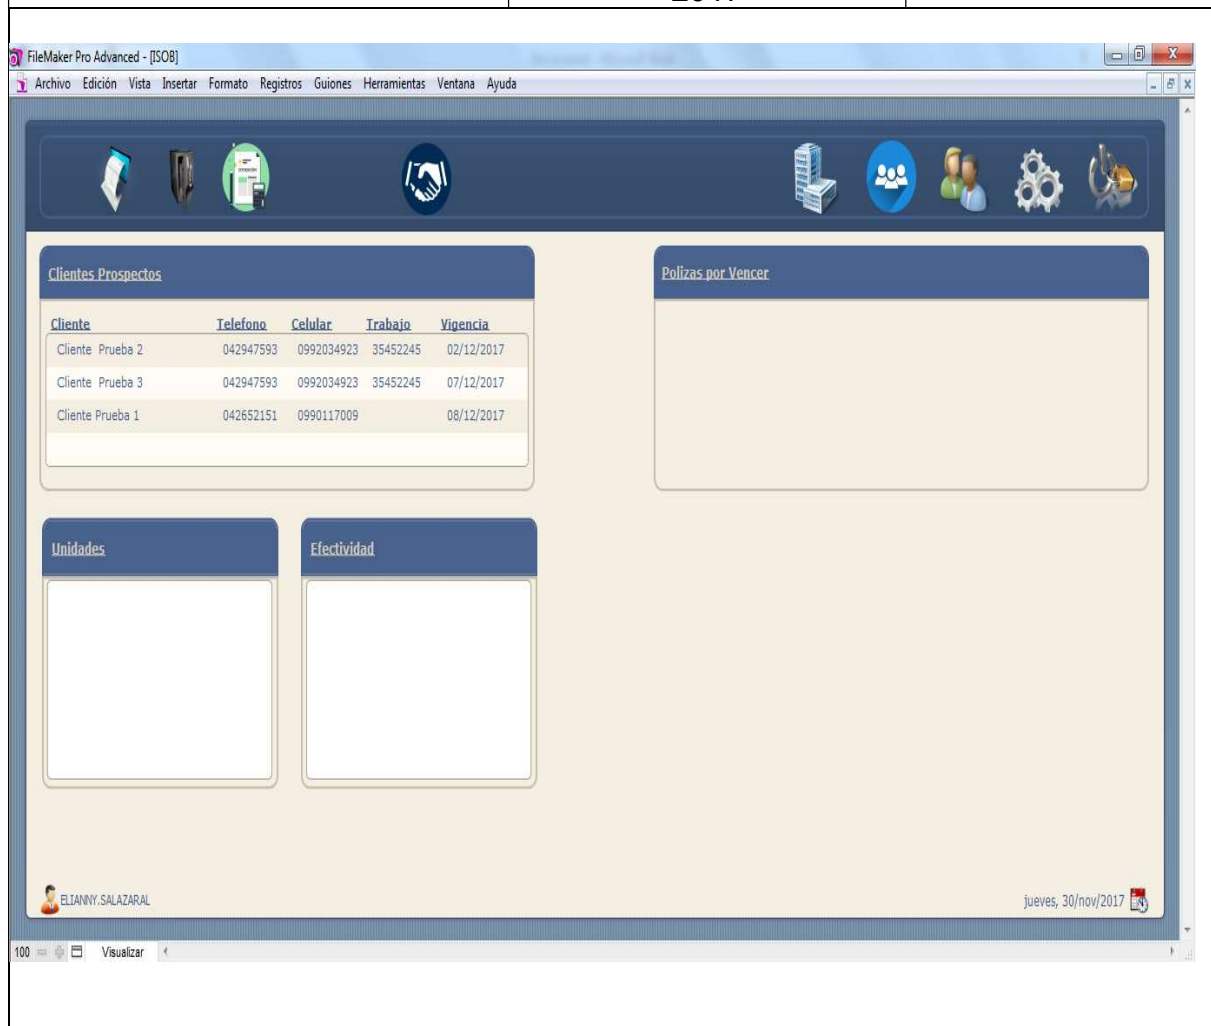 FileMaker Pro Advanced - [ISOB]
Archivo Edición Vista Insertar Formato Registros Guiones Herramientas Ventana Ayuda
Clientes Prospectos
Polizas por Vencer
Cliente Telefono Celular Trabajo Vigencia
Cliente Prueba 2 042947593 0992034923 35452245 02/12/2017
Cliente Prueba 3 042947593 0992034923 35452245 07/12/2017
Cliente Prueba 1 042652151 0990117009 08/12/2017
Unidades
Efectividad
ELIANNY.SALAZARAL
jueves, 30/nov/2017
100 Visualizar